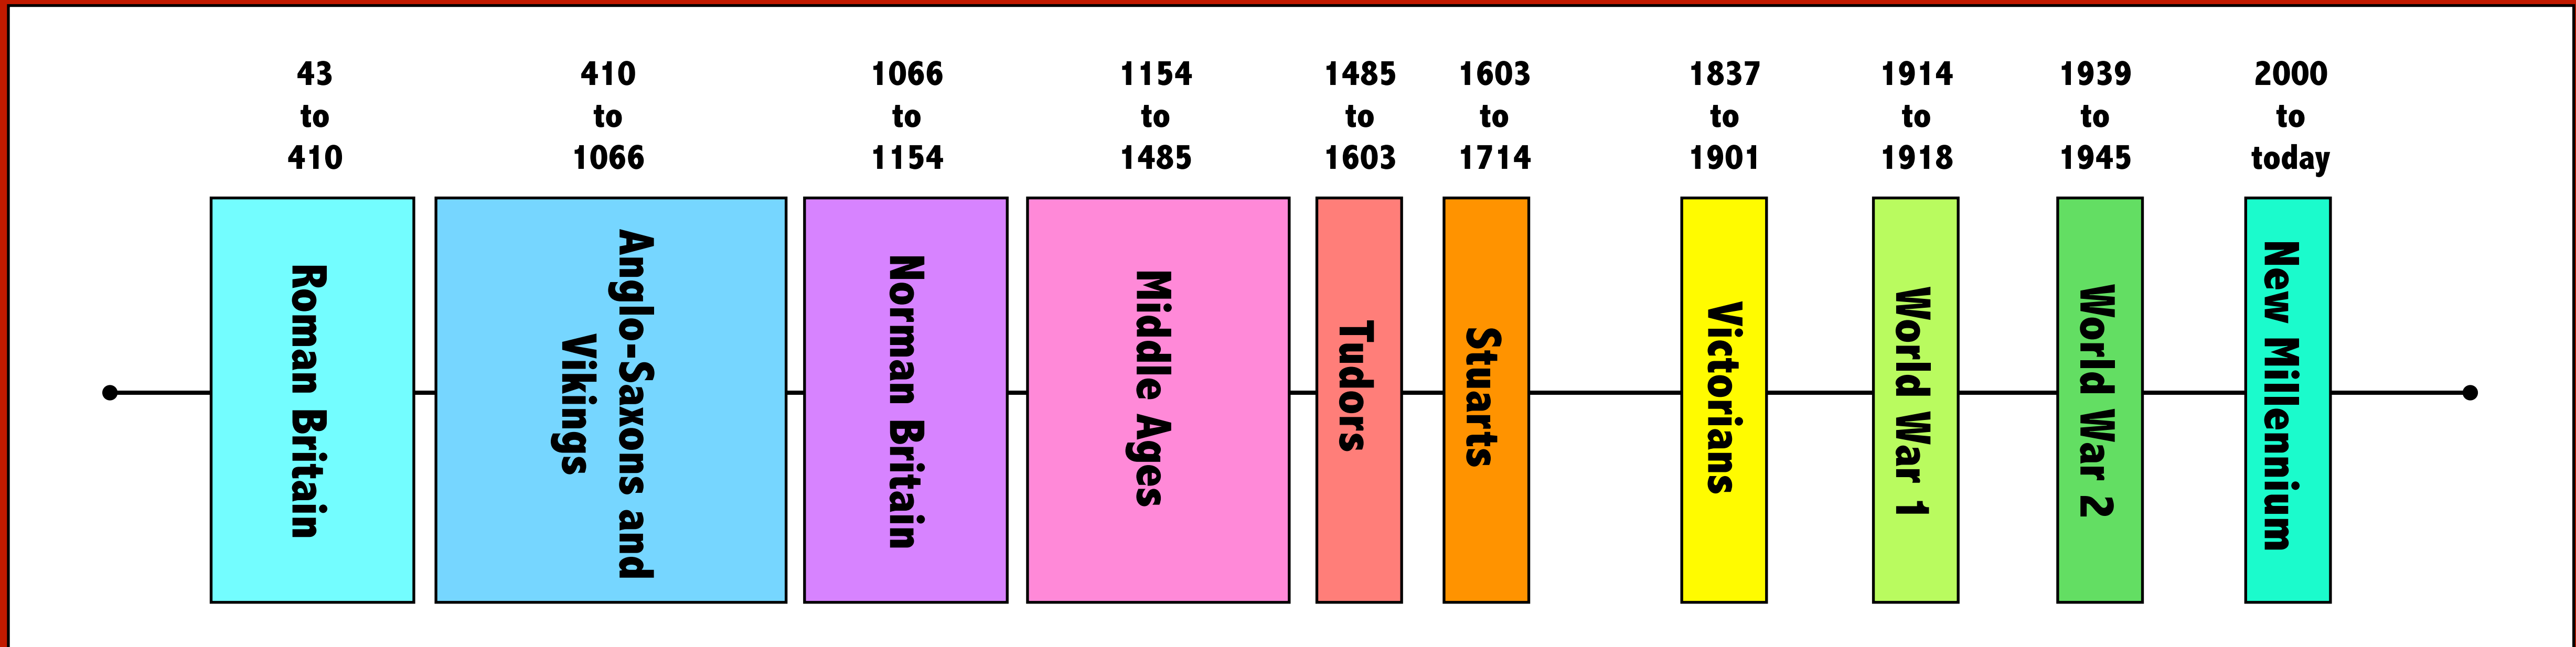 43
to
410
410
to
1066
1066
to
1154
1154
to
1485
1485
to
1603
1603
to
1714
1837
to
1901
1914
to
1918
1939
to
1945
2000
to
today
Roman Britain
Anglo-Saxons and
Vikings
Norman Britain
Middle Ages
Tudors
Stuarts
Victorians
World War 1
World War 2
New Millennium